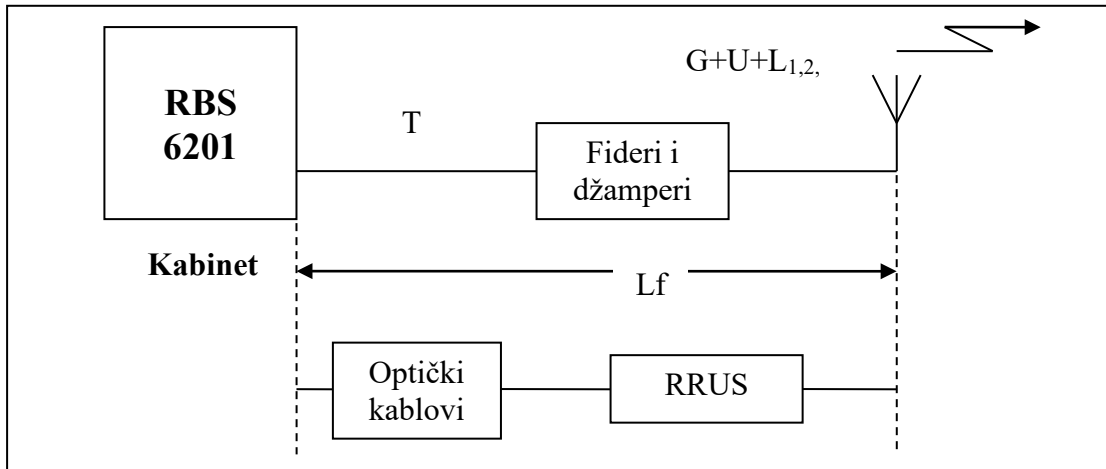 G+U+L1,2,
RBS
6201
T
Fideri i
džamperi
Kabinet
Lf
Optički
kablovi
RRUS